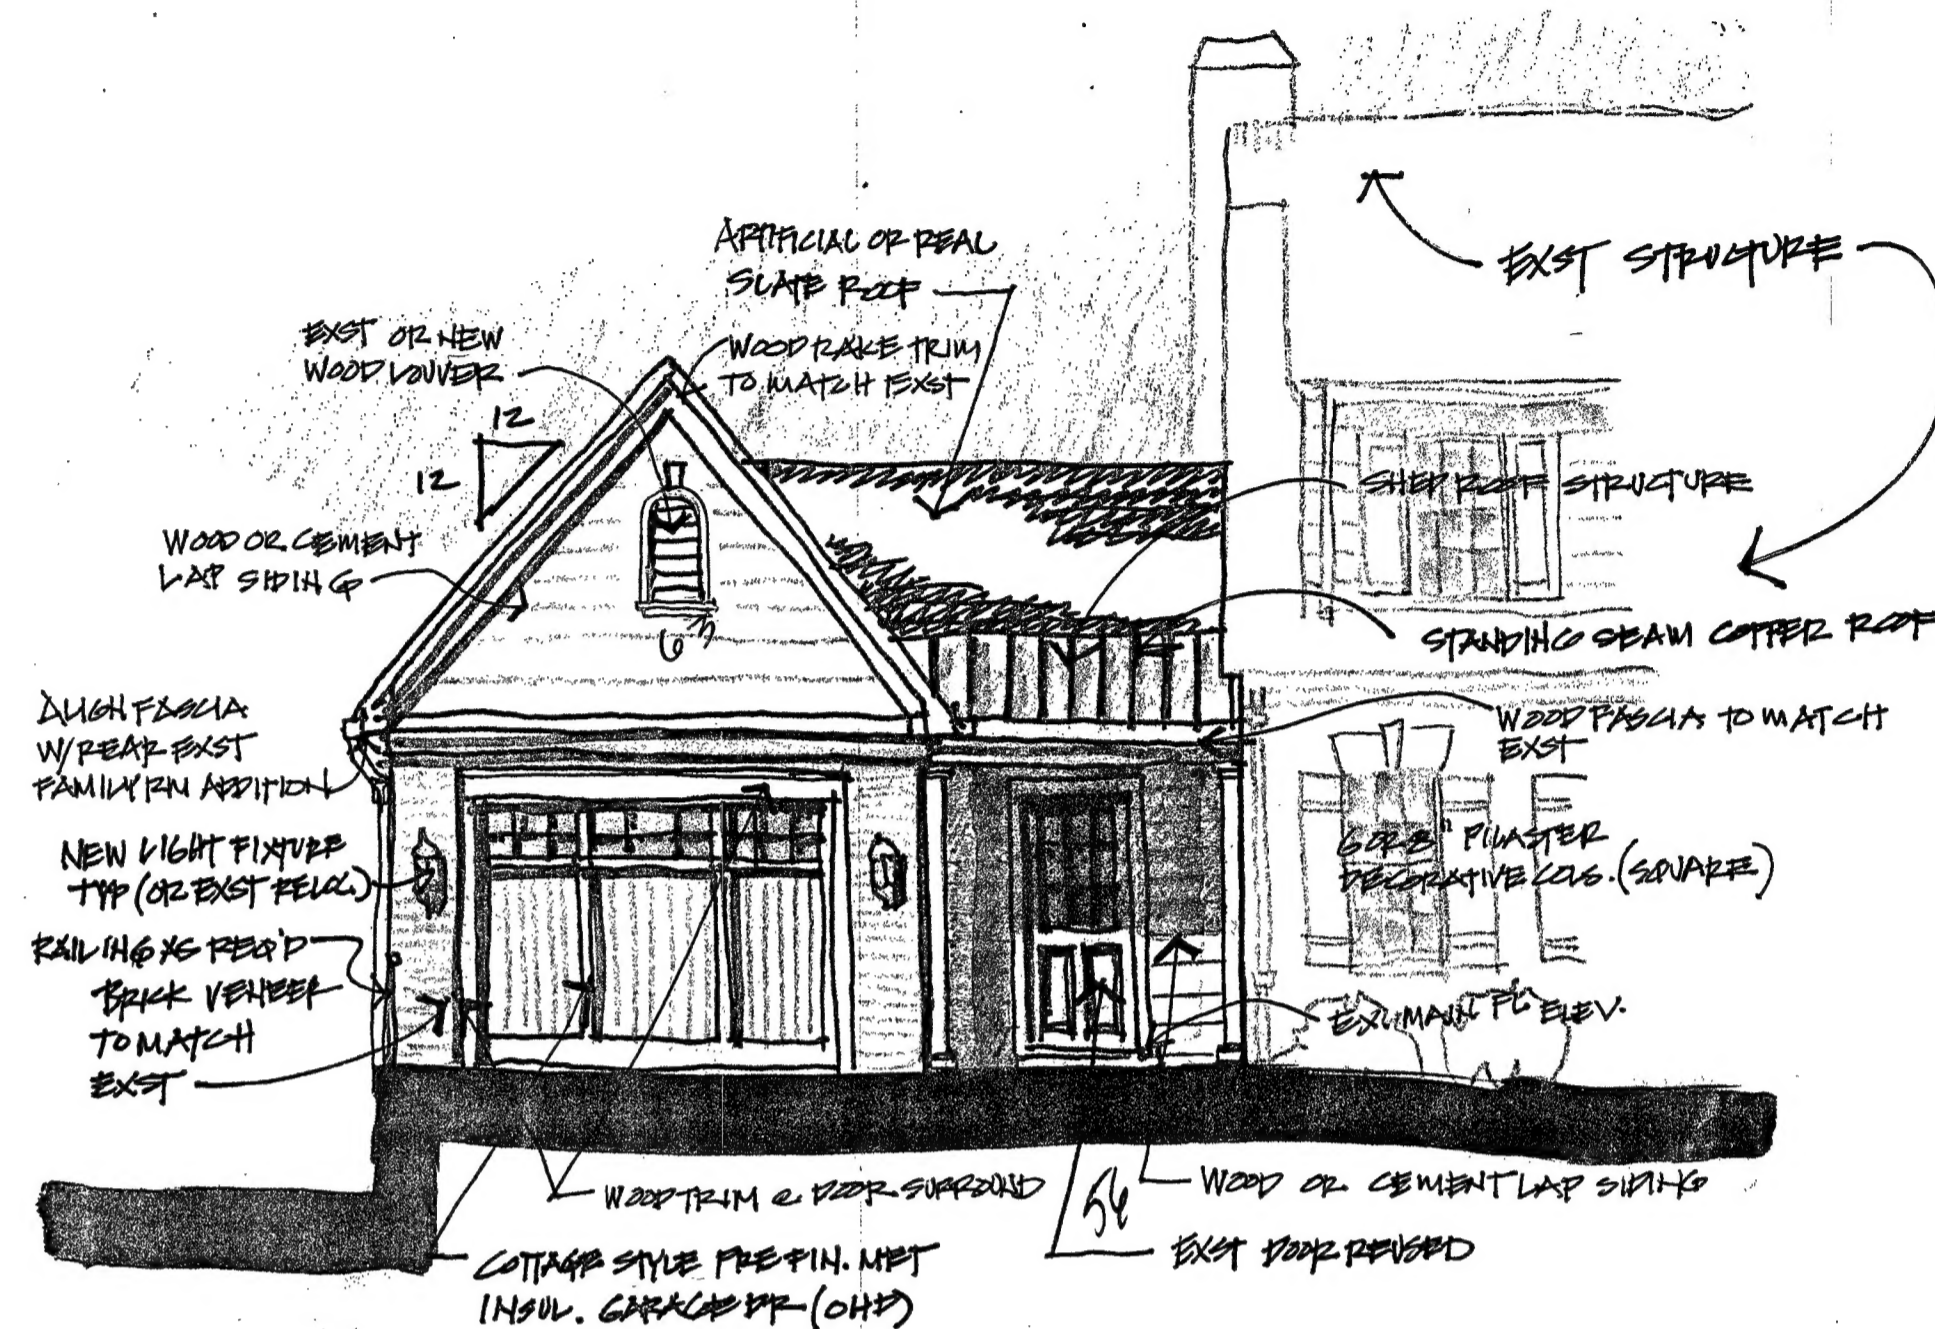 ARTIFICIAL OR REAL
SLATE ROOF
EXST STRUCTURE
EXST OR NEW
WOOD LOUVER
WOOD RAKE TRIM
TO MATCH EXST
12
12
SHED ROOF STRUCTURE
WOOD OR CEMENT
LAP SIDING
STANDING SEAM COPPER ROOF
ALIGN FASCIA
W/ REAR EXST
FAMILY RM ADDITION
WOOD FASCIA TO MATCH
EXST
NEW LIGHT FIXTURE
TYP (OR EXST RELOC.)
6 OR 8" PILASTER
DECORATIVE COLS. (SQUARE)
RAILING AS REQ'D
BRICK VENEER
TO MATCH
EXST
EX. MAIN FL ELEV.
WOOD TRIM @ DOOR SURROUND
WOOD OR CEMENT LAP SIDING
EXST DOOR REUSED
COTTAGE STYLE PREFIN. MET
INSUL. GARAGE DR (OHD)